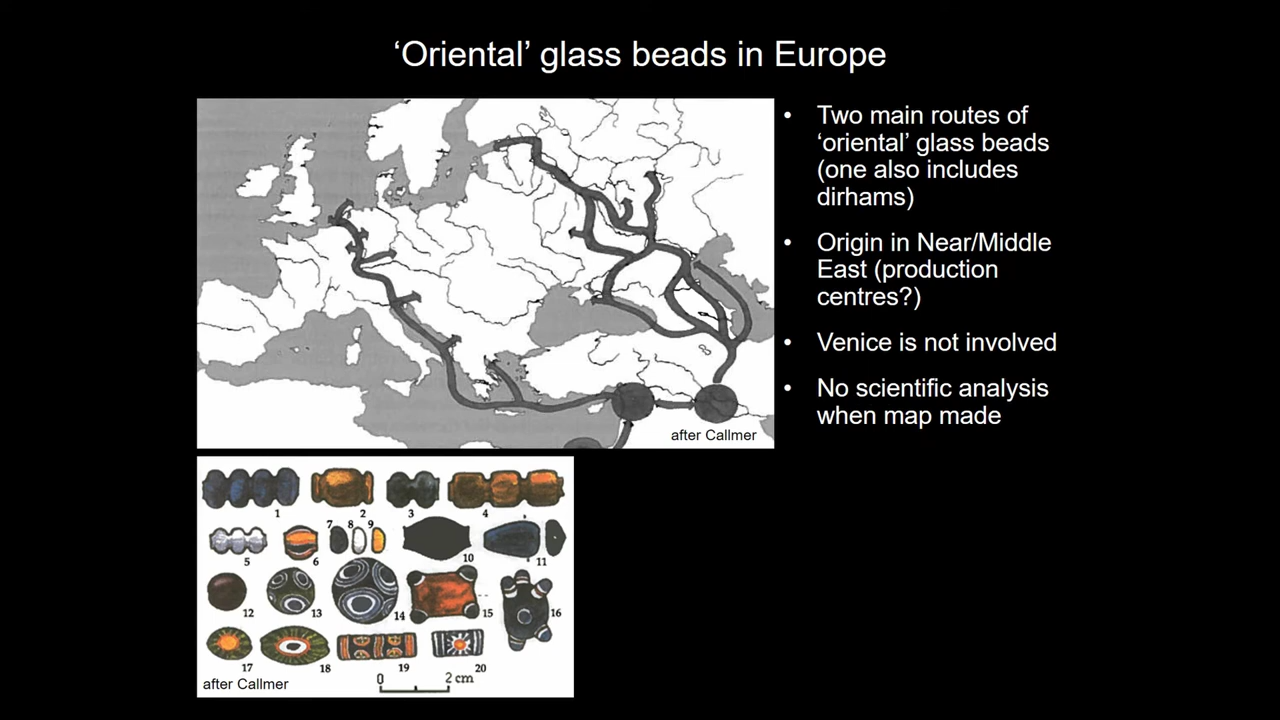 ‘Oriental’ glass beads in Europe
• Two main routes of
‘oriental’ glass beads
(one also includes
dirhams)
• Origin in Near/Middle
East (production
centres?)
• Venice is not involved
• No scientific analysis
when map made
after Callmer
1 2 3 4
5 6 7 8 9 10 11
12 13 14 15 16
17 18 19 20
0 2 cm
after Callmer